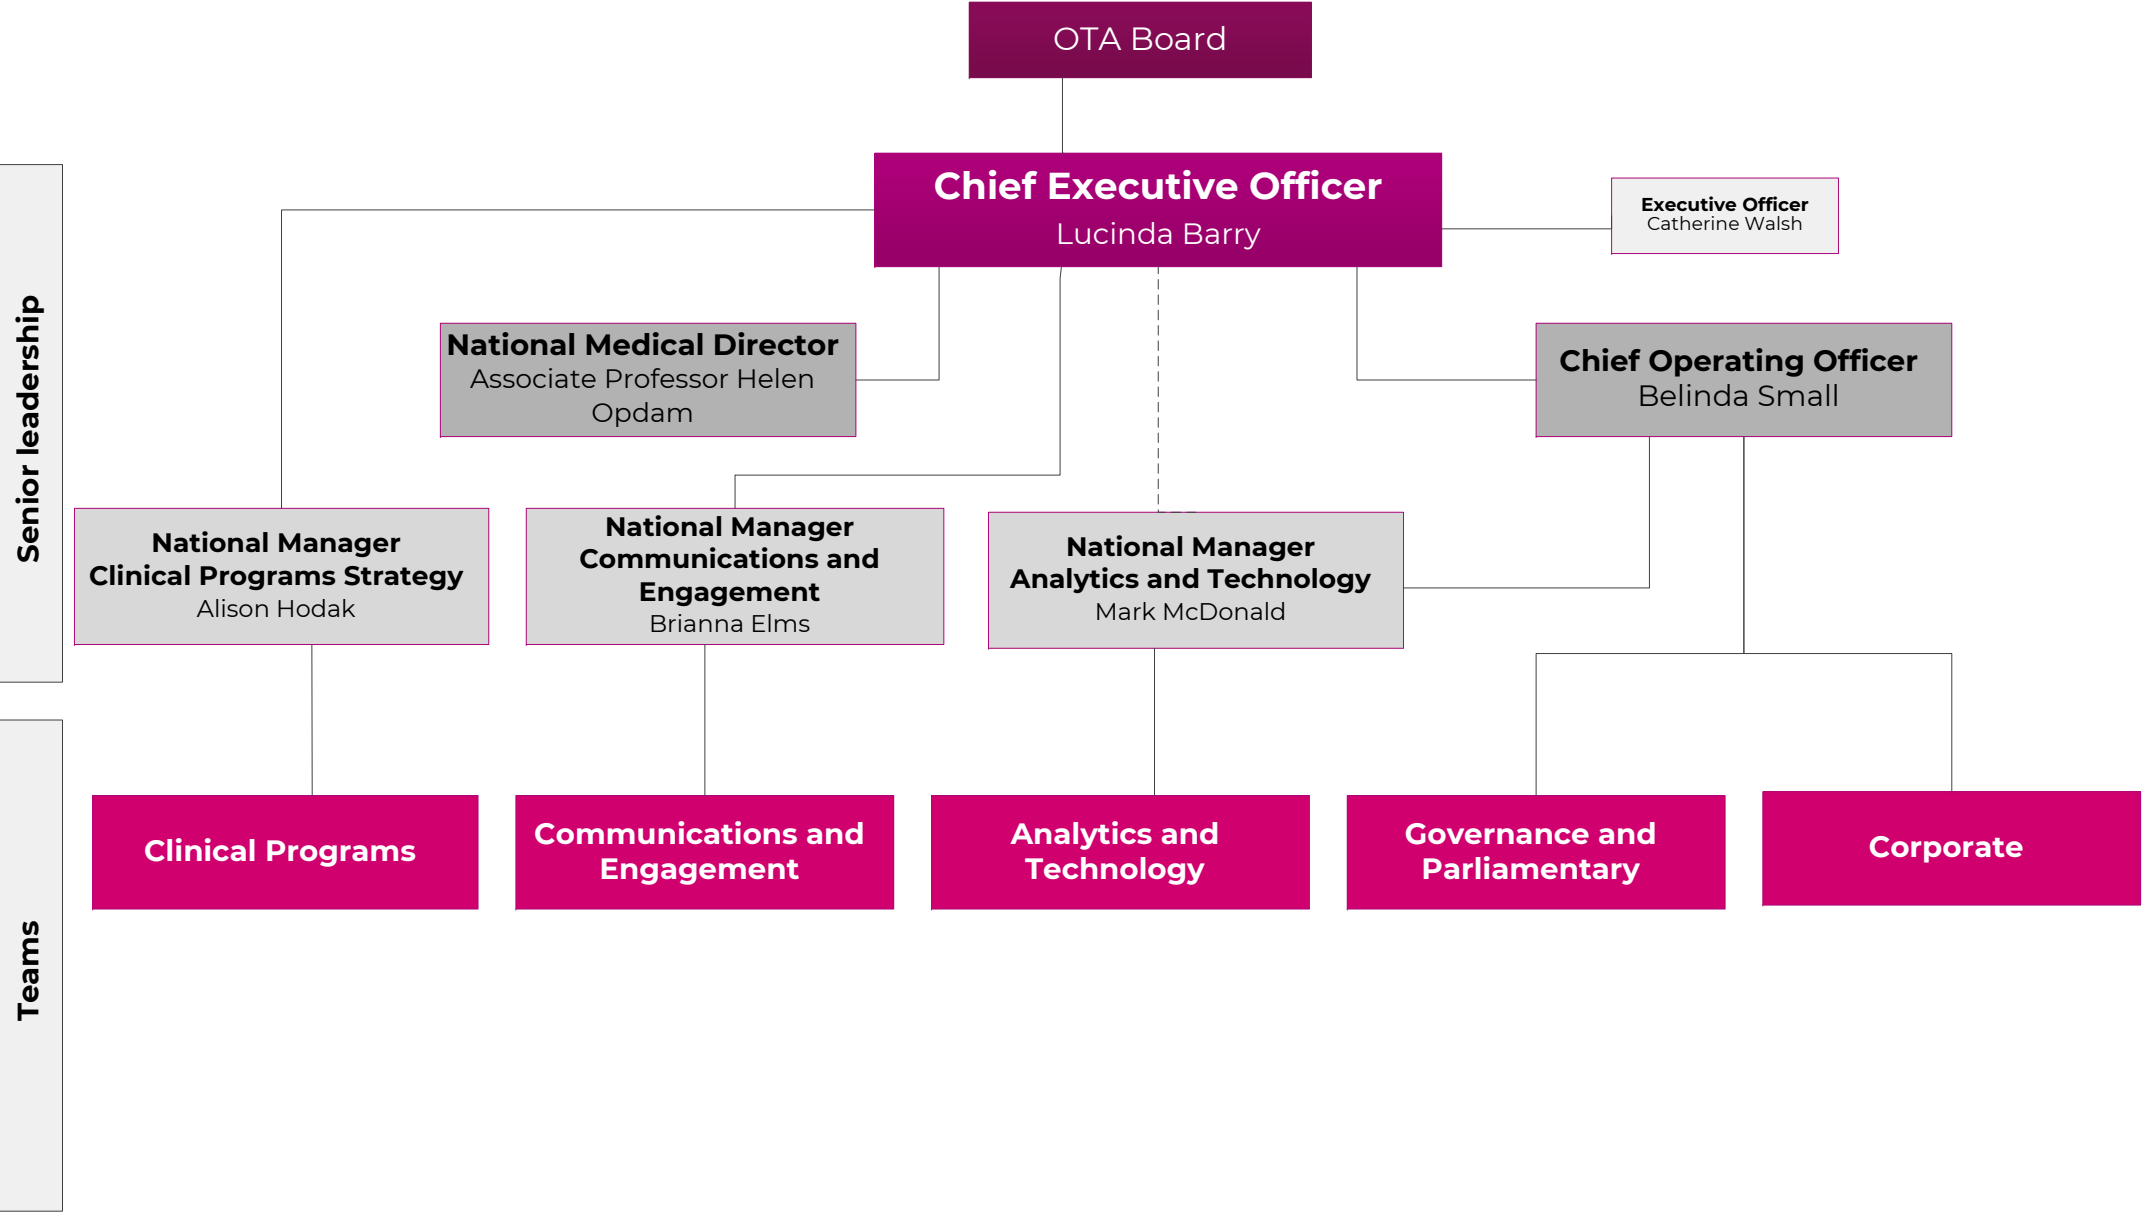 OTA Board
Chief Executive Officer
Lucinda Barry
Executive Officer
Catherine Walsh
Senior leadership
National Medical Director
Associate Professor Helen
Opdam
Chief Operating Officer
Belinda Small
National Manager
Clinical Programs Strategy
Alison Hodak
National Manager
Communications and
Engagement
Brianna Elms
National Manager
Analytics and Technology
Mark McDonald
Teams
Clinical Programs
Communications and
Engagement
Analytics and
Technology
Governance and
Parliamentary
Corporate